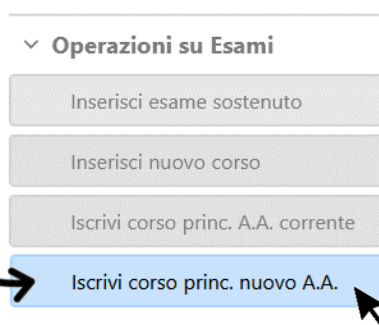 Operazioni su Esami
Inserisci esame sostenuto
Inserisci nuovo corso
Iscrivi corso princ. A.A. corrente
Iscrivi corso princ. nuovo A.A.